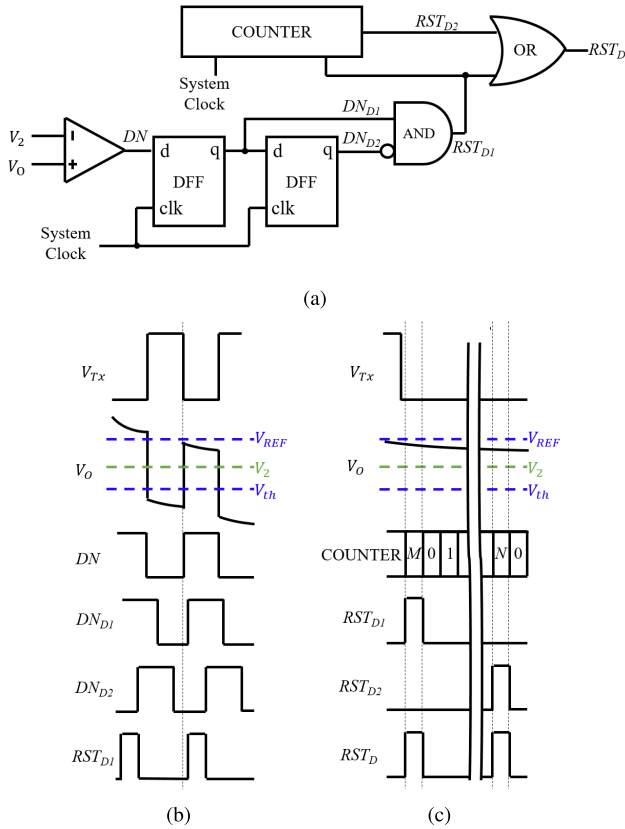 COUNTER
RST_D2
OR
RST_D
System
Clock
DN_D1
V_2
DN
DN_D2
AND
RST_D1
d q
d q
V_O
DFF
DFF
clk
clk
System
Clock
(a)
V_Tx
V_REF
V_O
V_2
V_th
DN
DN_D1
DN_D2
RST_D1
(b)
V_Tx
V_REF
V_O
V_2
V_th
COUNTER M 0 1 N 0
RST_D1
RST_D2
RST_D
(c)